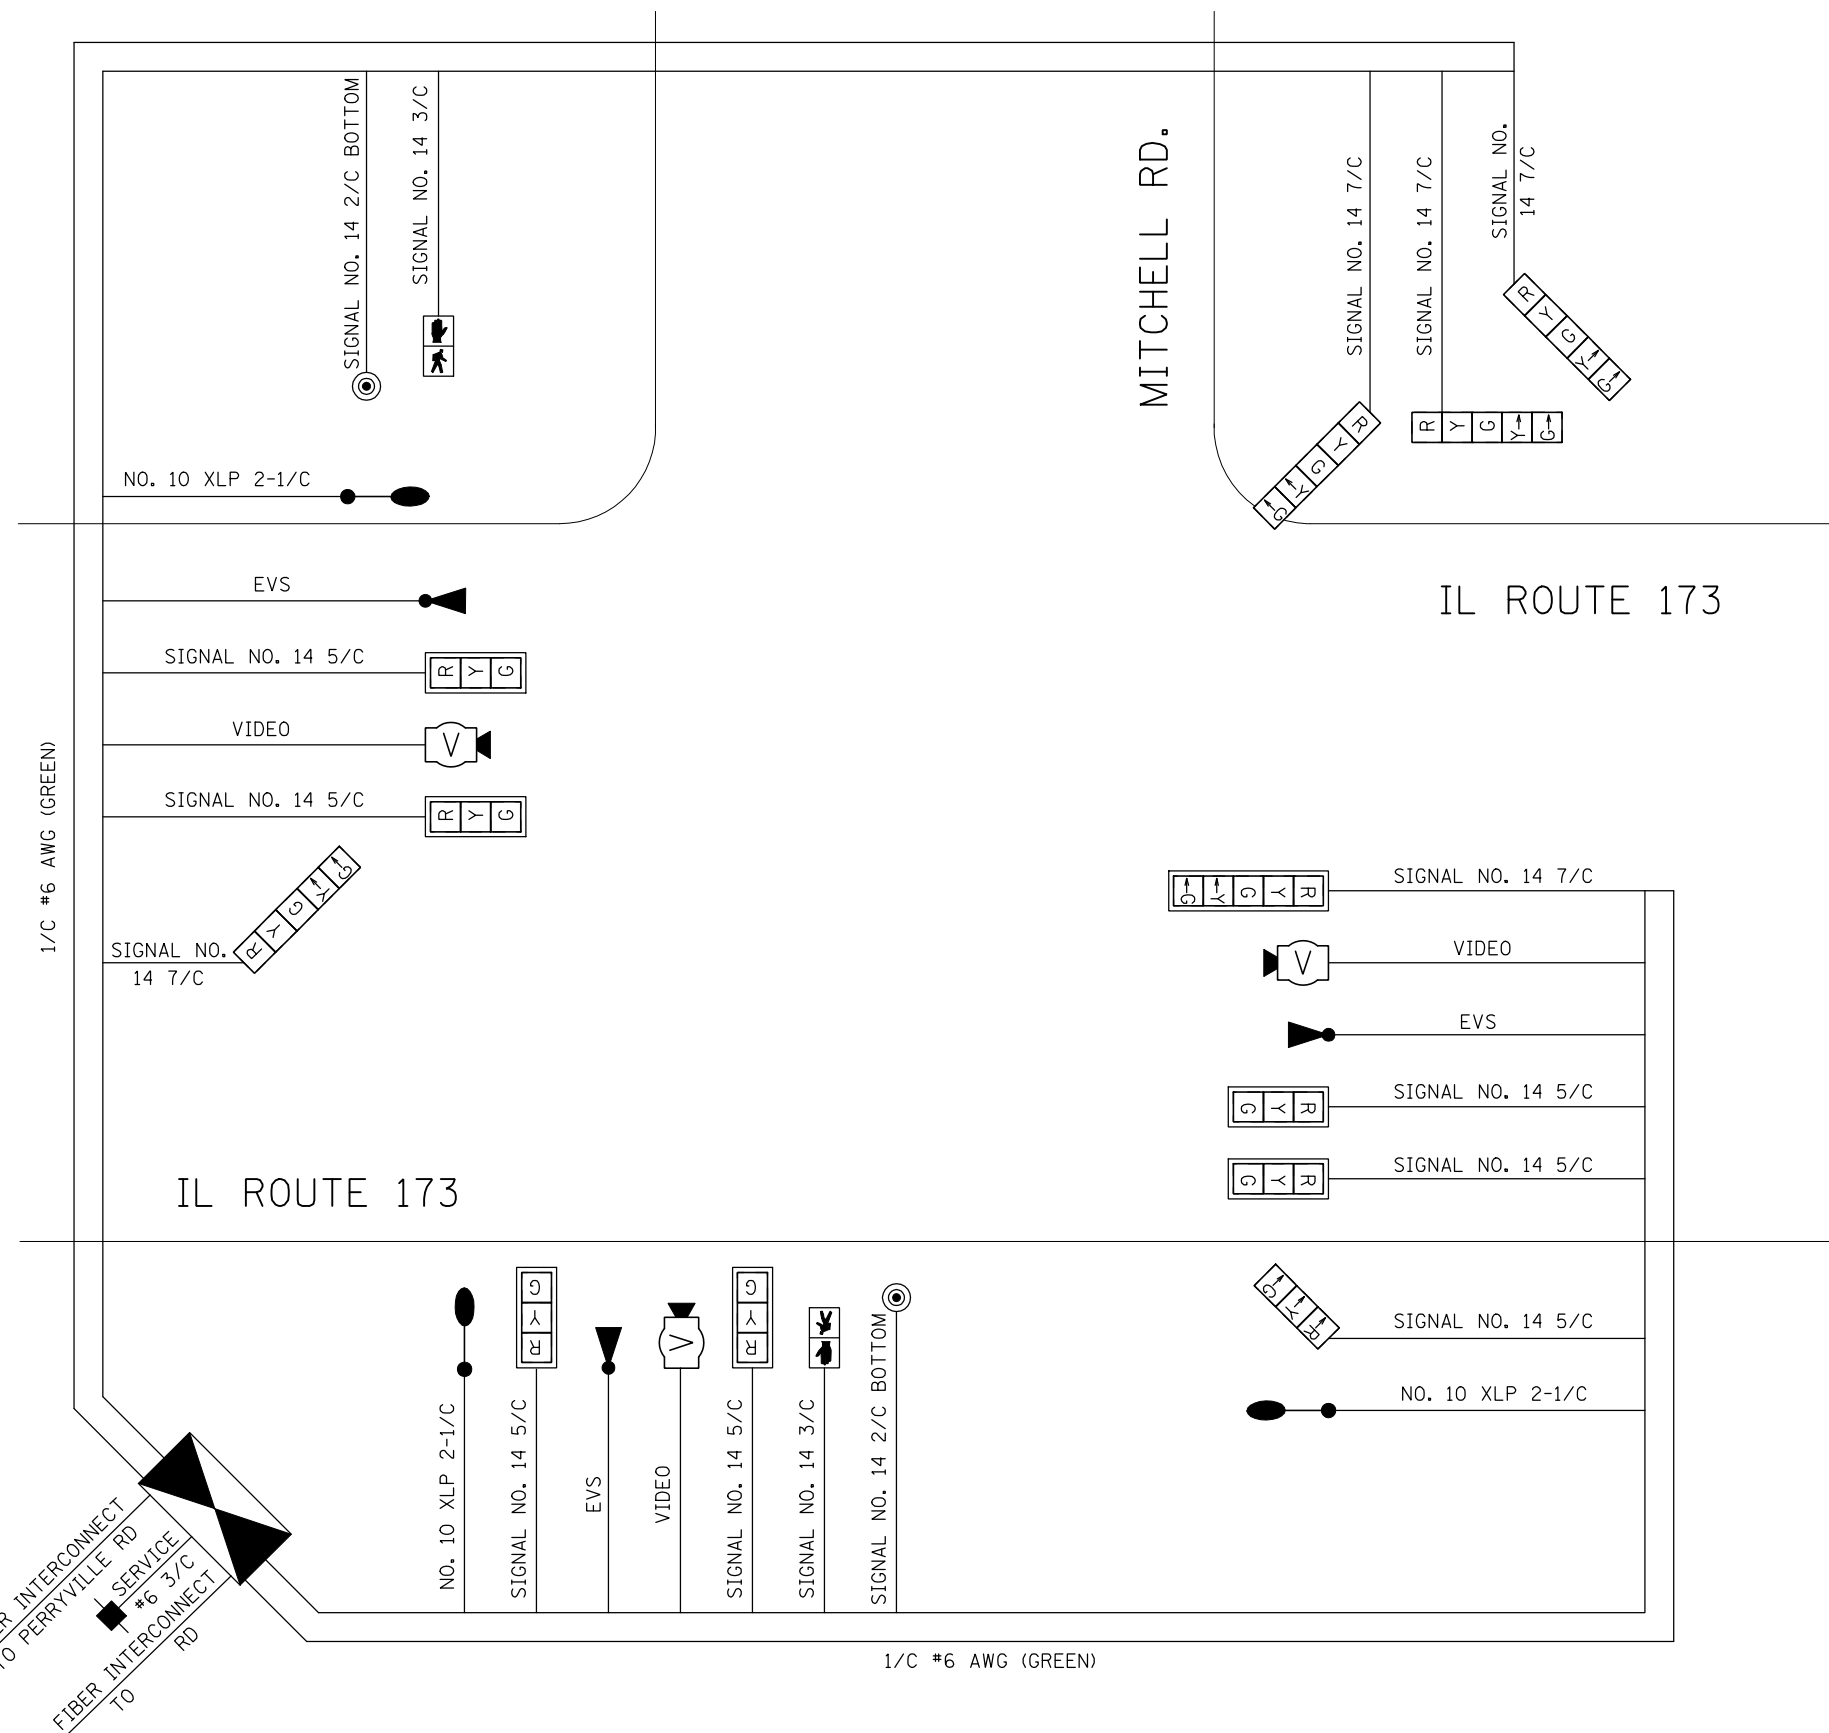 SIGNAL NO. 14 2/C BOTTOM
SIGNAL NO. 14 3/C
MITCHELL RD.
SIGNAL NO. 14 7/C
SIGNAL NO. 14 7/C
SIGNAL NO.
14 7/C
R Y G Y G
R Y G Y G
R Y G Y G
NO. 10 XLP 2-1/C
EVS
IL ROUTE 173
SIGNAL NO. 14 5/C
R Y G
VIDEO
V
SIGNAL NO. 14 5/C
R Y G
1/C #6 AWG (GREEN)
R Y G Y G
SIGNAL NO.
14 7/C
G Y G Y R
SIGNAL NO. 14 7/C
V
VIDEO
EVS
G Y R
SIGNAL NO. 14 5/C
G Y R
SIGNAL NO. 14 5/C
IL ROUTE 173
G Y R
SIGNAL NO. 14 5/C
NO. 10 XLP 2-1/C
NO. 10 XLP 2-1/C
G Y R
SIGNAL NO. 14 5/C
EVS
V
VIDEO
G Y R
SIGNAL NO. 14 5/C
SIGNAL NO. 14 3/C
SIGNAL NO. 14 2/C BOTTOM
INTERCONNECT
TO PERRYVILLE RD
SERVICE
#6 3/C
FIBER INTERCONNECT
TO RD
1/C #6 AWG (GREEN)